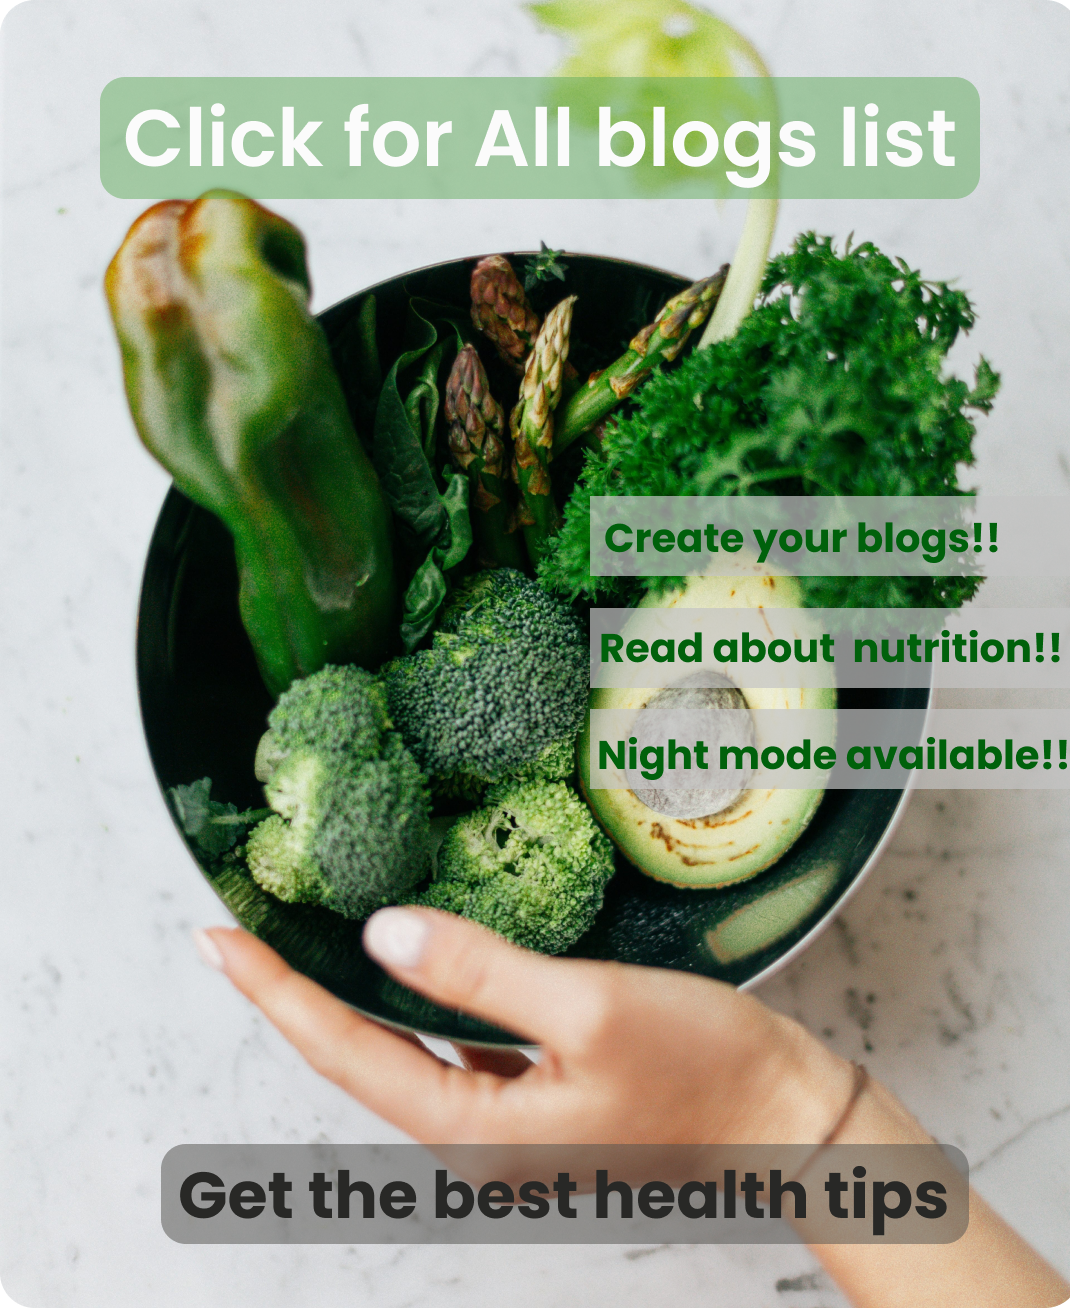 Click for All blogs list
Create your blogs!!
Read about nutrition!!
Night mode available!!
Get the best health tips